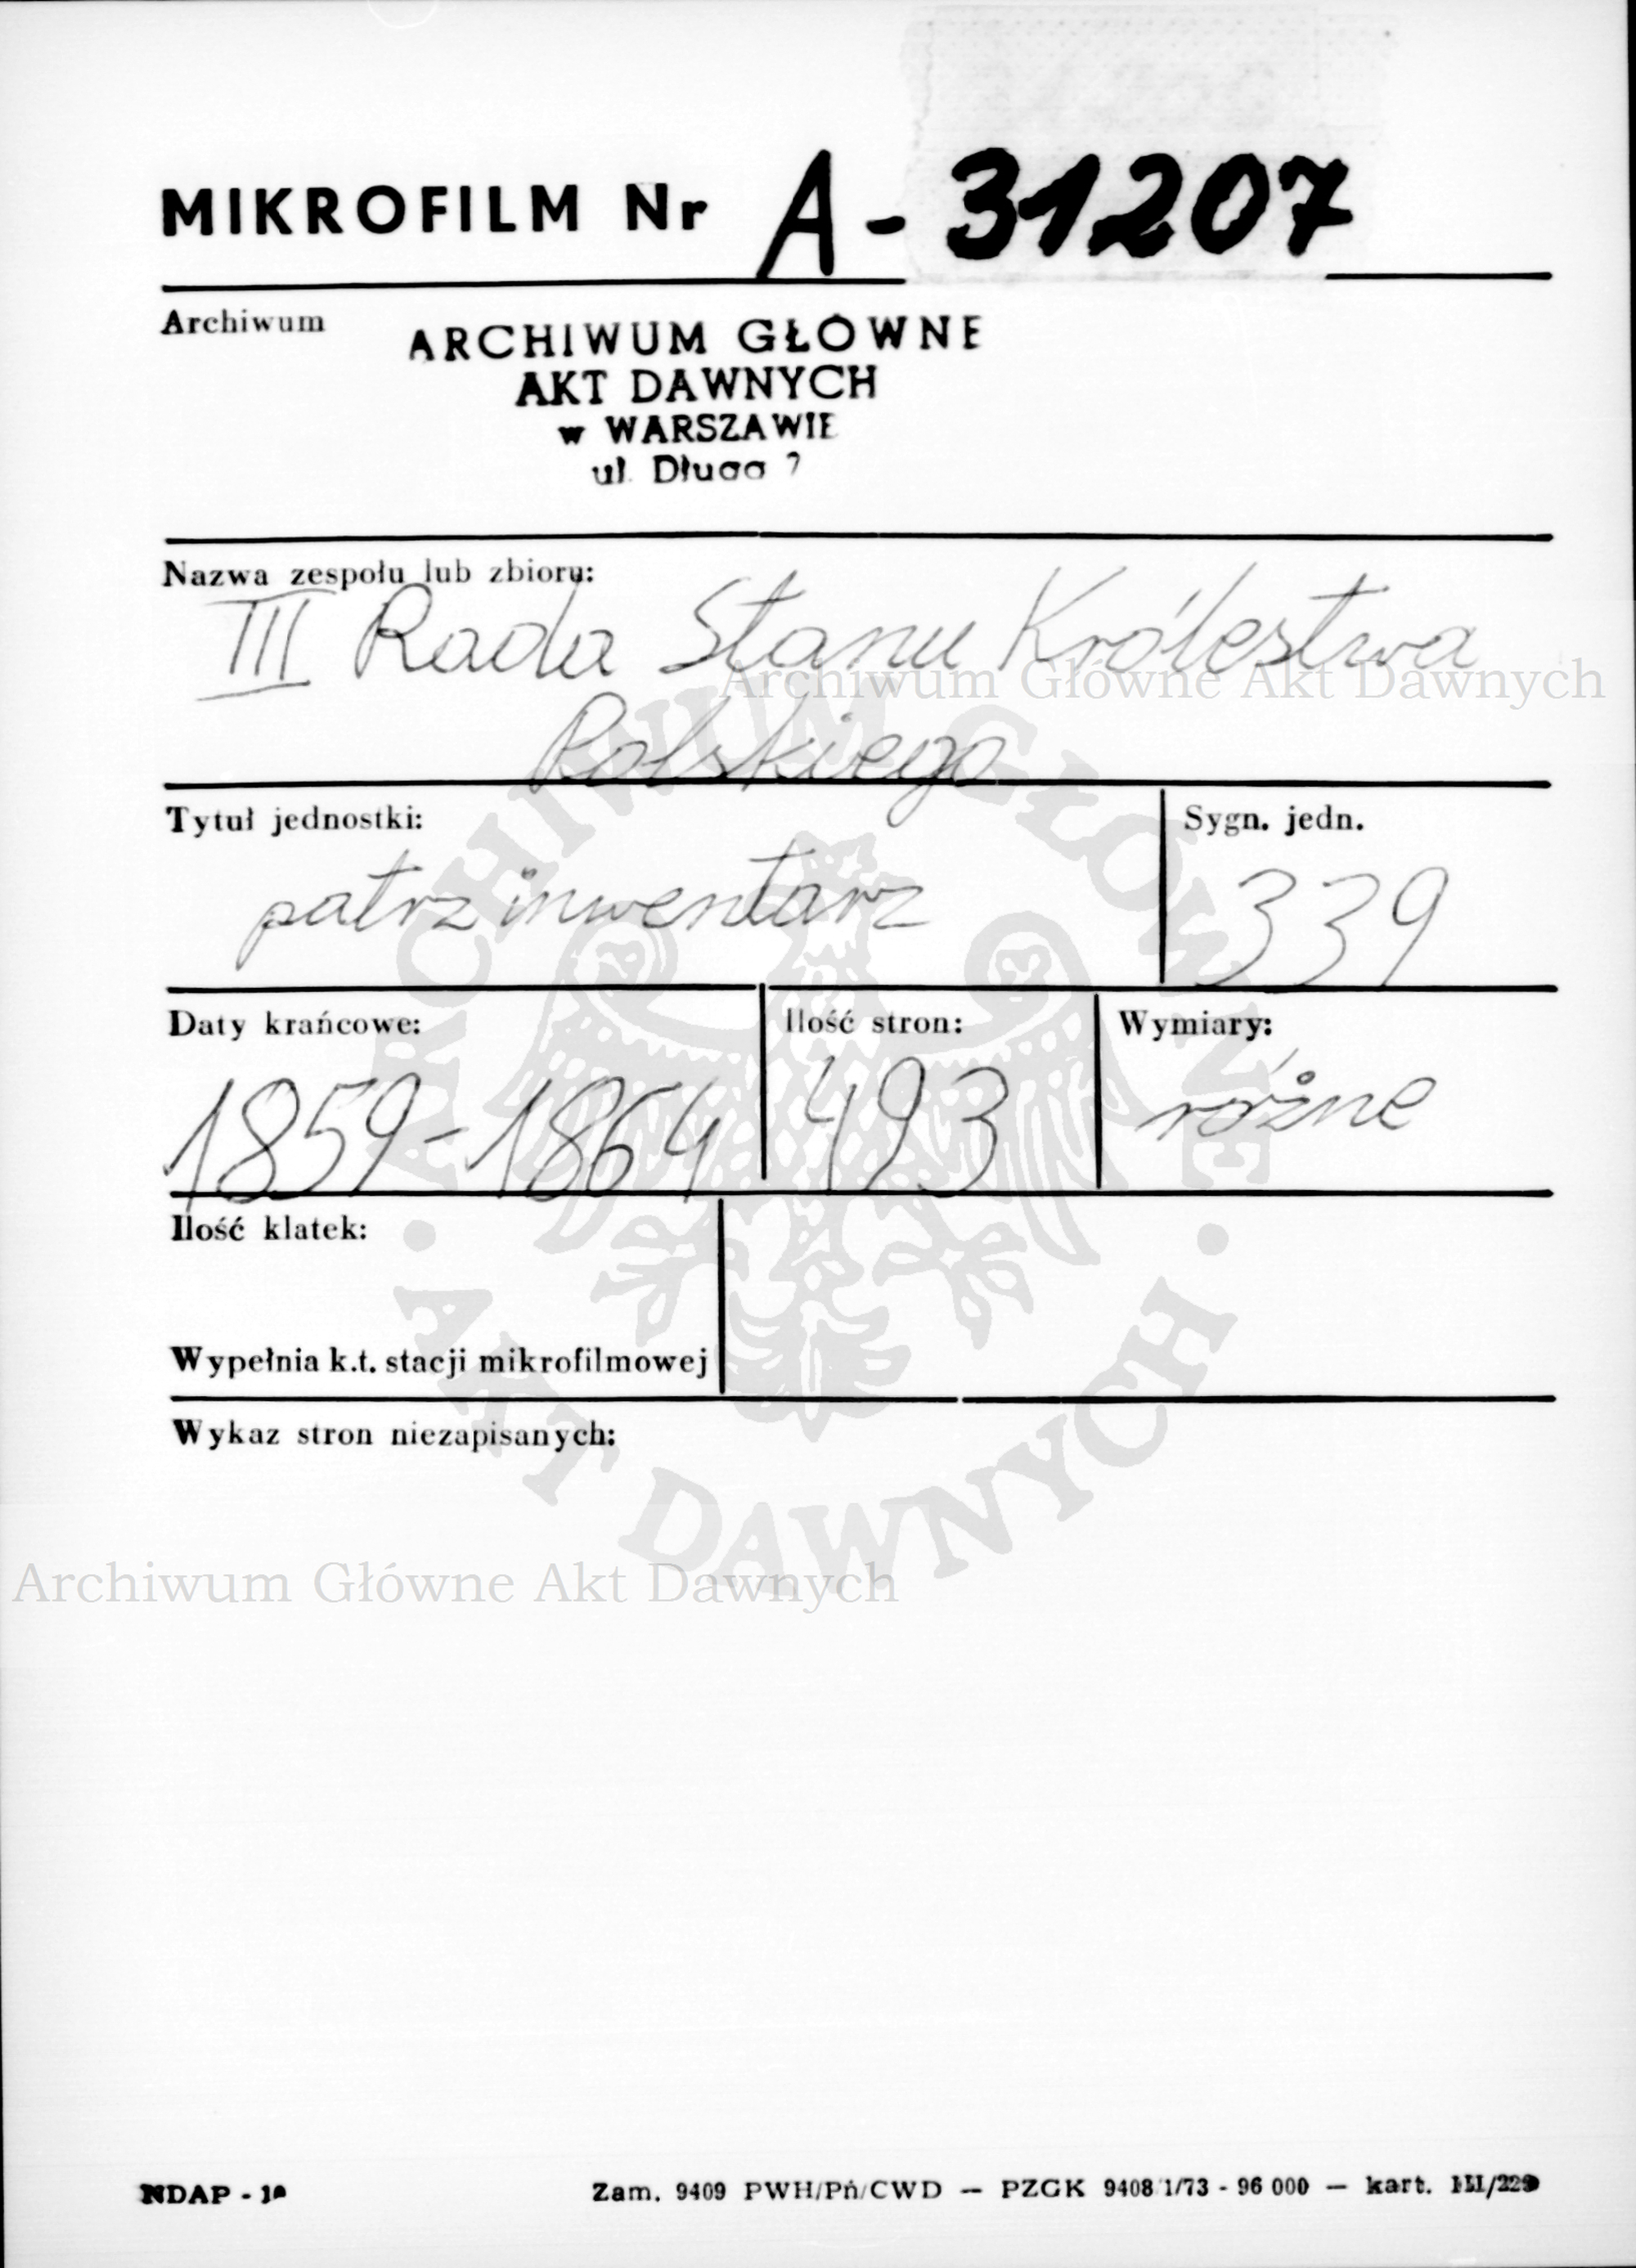 MIKROFILM Nr A-31207
Archiwum
ARCHIWUM GŁÓWNE
AKT DAWNYCH
w WARSZAWIE
ul. Długa 7
Nazwa zespołu lub zbioru:
III Rada Stanu Królestwa
Archiwum Główne Akt Dawnych
Polskiego
Tytuł jednostki:
Sygn. jedn.
patrz inwentarz
339
Daty krańcowe:
Ilość stron:
Wymiary:
1859-1864
493
różne
Ilość klatek:
Wypełnia k.t. stacji mikrofilmowej
Wykaz stron niezapisanych:
ARCHIWUM GŁÓWNE
· AKT DAWNYCH ·
Archiwum Główne Akt Dawnych
NDAP -
Zam. 9409 PWH/Pń/CWD — PZGK 9408/1/73 - 96 000 — kart. III/229